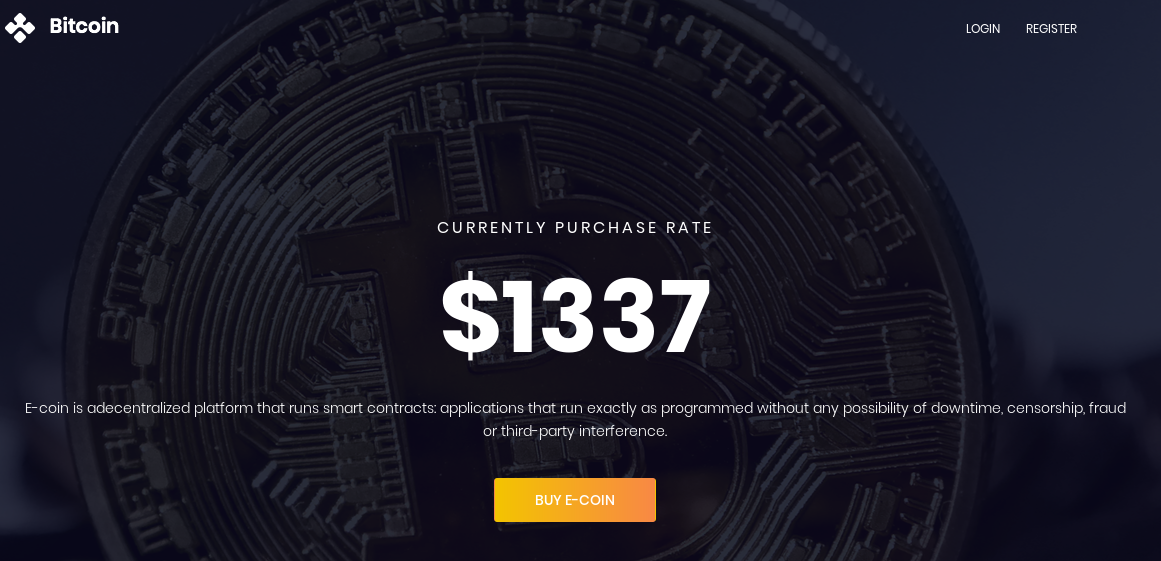 Bitcoin
LOGIN REGISTER
CURRENTLY PURCHASE RATE
$1337
E-coin is adecentralized platform that runs smart contracts: applications that run exactly as programmed without any possibility of downtime, censorship, fraud
or third-party interference.
BUY E-COIN